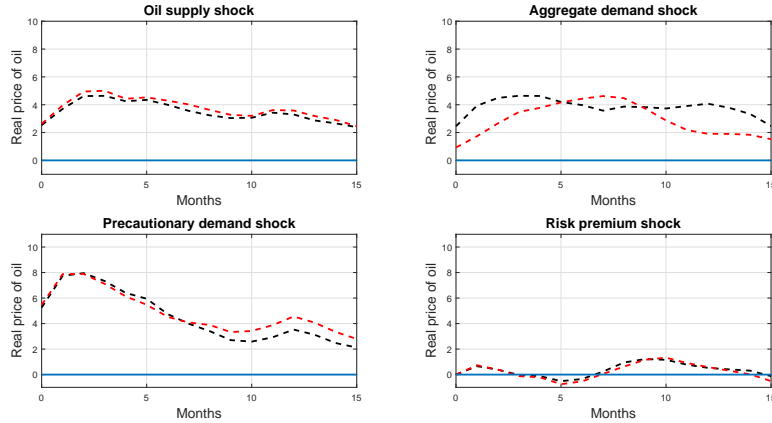 Oil supply shock
Real price of oil
10
8
6
4
2
0
0 5 10 15
Months
Aggregate demand shock
Real price of oil
10
8
6
4
2
0
0 5 10 15
Months
Precautionary demand shock
Real price of oil
10
8
6
4
2
0
0 5 10 15
Months
Risk premium shock
Real price of oil
10
8
6
4
2
0
0 5 10 15
Months